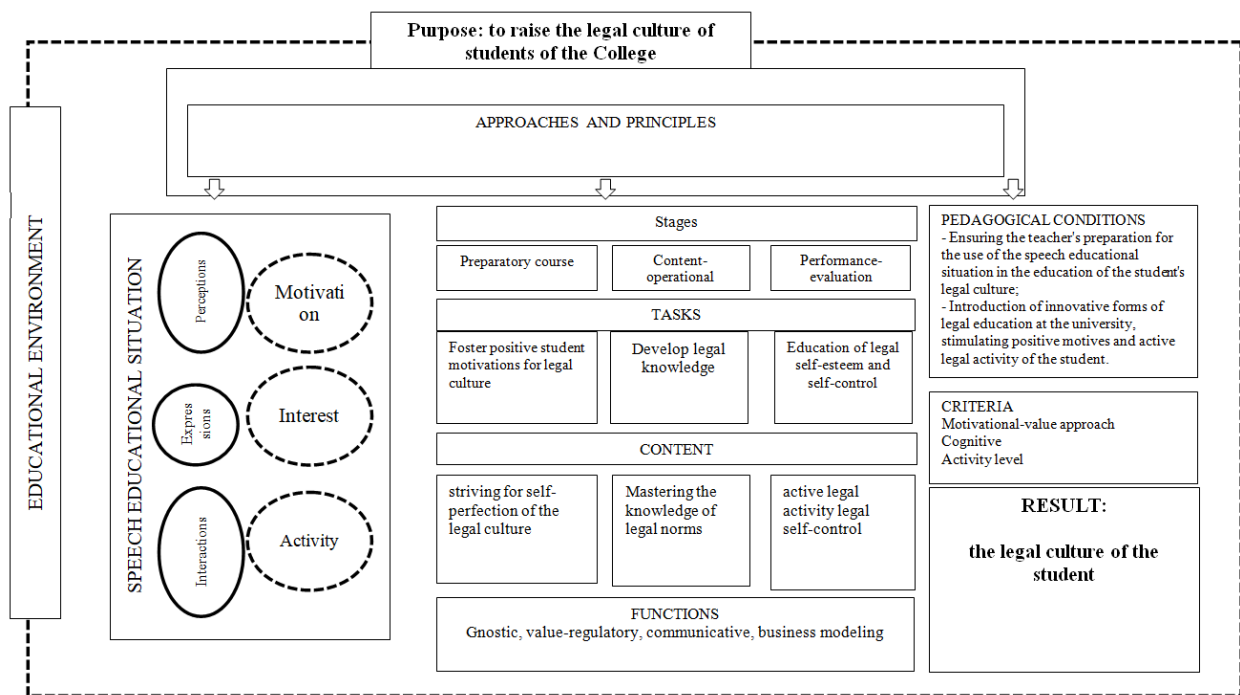 Purpose: to raise the legal culture of
students of the College
APPROACHES AND PRINCIPLES
EDUCATIONAL ENVIRONMENT
SPEECH EDUCATIONAL SITUATION
Perceptions
Motivati
on
Expres
sions
Interest
Interactions
Activity
Stages
Preparatory course
Content-
operational
Performance-
evaluation
TASKS
Foster positive student
motivations for legal
culture
Develop legal
knowledge
Education of legal
self-esteem and
self-control
CONTENT
striving for self-
perfection of the
legal culture
Mastering the
knowledge of
legal norms
active legal
activity legal
self-control
FUNCTIONS
Gnostic, value-regulatory, communicative, business modeling
PEDAGOGICAL CONDITIONS
- Ensuring the teacher's preparation for
the use of the speech educational
situation in the education of the student's
legal culture;
- Introduction of innovative forms of
legal education at the university,
stimulating positive motives and active
legal activity of the student.
CRITERIA
Motivational-value approach
Cognitive
Activity level
RESULT:
the legal culture of the
student